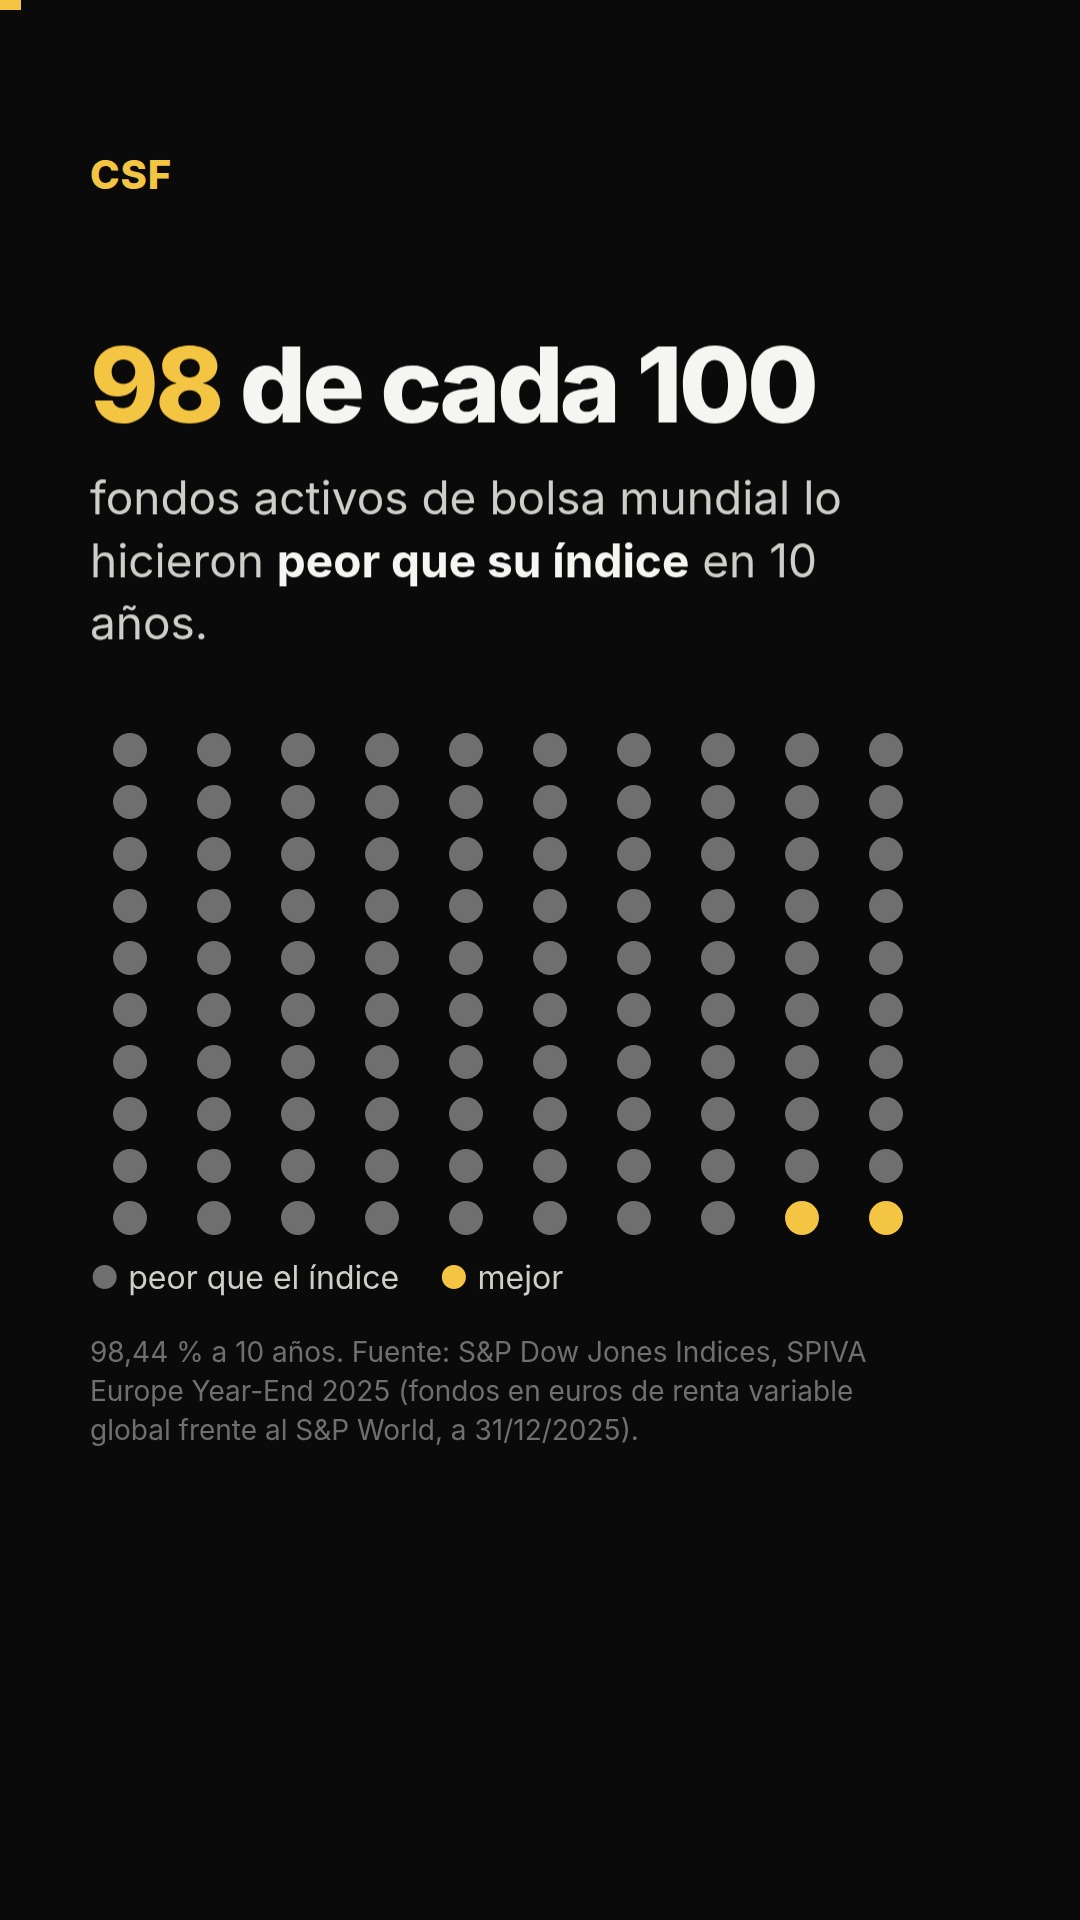 CSF
98 de cada 100
fondos activos de bolsa mundial lo
hicieron peor que su índice en 10
años.
peor que el índice mejor
98,44 % a 10 años. Fuente: S&P Dow Jones Indices, SPIVA
Europe Year-End 2025 (fondos en euros de renta variable
global frente al S&P World, a 31/12/2025).